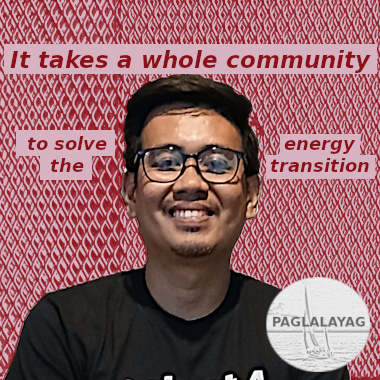 It takes a whole community
to solve
the
energy
transition
PAGLALAYAG